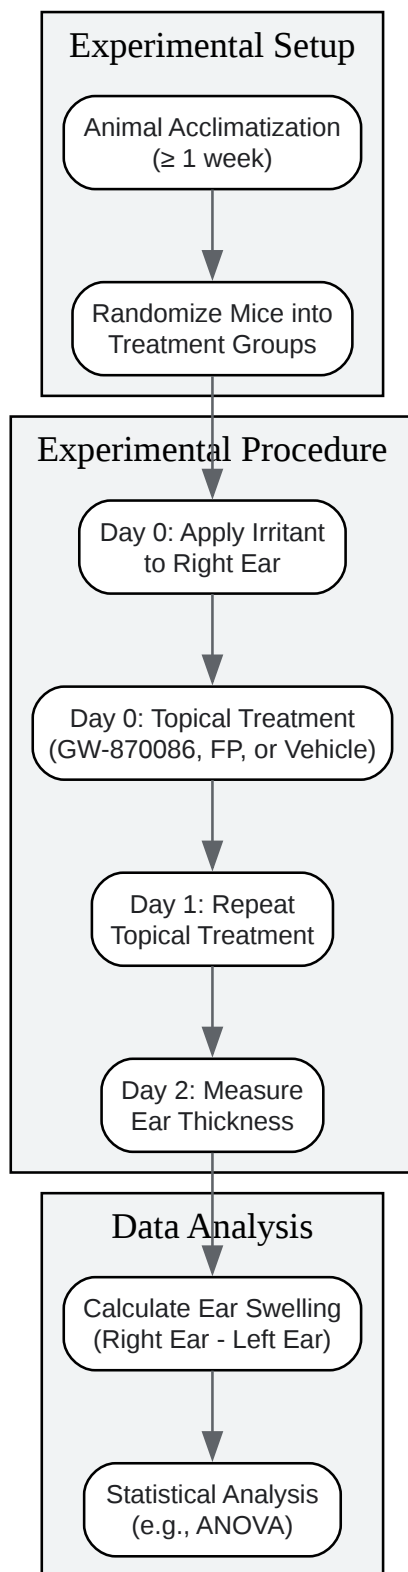 Experimental Setup
Animal Acclimatization
(≥ 1 week)
Randomize Mice into
Treatment Groups
Experimental Procedure
Day 0: Apply Irritant
to Right Ear
Day 0: Topical Treatment
(GW-870086, FP, or Vehicle)
Day 1: Repeat
Topical Treatment
Day 2: Measure
Ear Thickness
Data Analysis
Calculate Ear Swelling
(Right Ear - Left Ear)
Statistical Analysis
(e.g., ANOVA)